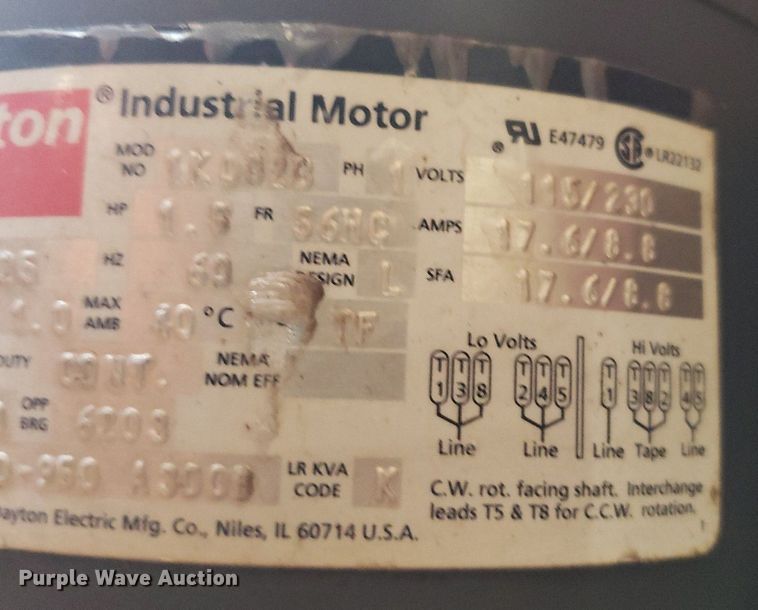 ton ® Industrial Motor
® RU E47479 SA ® LR22132
MOD NO PH 1 VOLTS 115/230
HP 1.5 FR 56HC AMPS 17.6/8.8
HZ 60 NEMA DESIGN L SFA 17.6/8.8
1.0 MAX AMB 40 °C TF
DUTY CONT. NEMA NOM EFF
OPP BRG 6203
LR KVA CODE K
Lo Volts Hi Volts
T1 T3 T8 T2 T4 T5 T1 T3 T8 T2 T4 T5
Line Line Line Tape Line
C.W. rot. facing shaft. Interchange
leads T5 & T8 for C.C.W. rotation.
ayton Electric Mfg. Co., Niles, IL 60714 U.S.A.
Purple Wave Auction